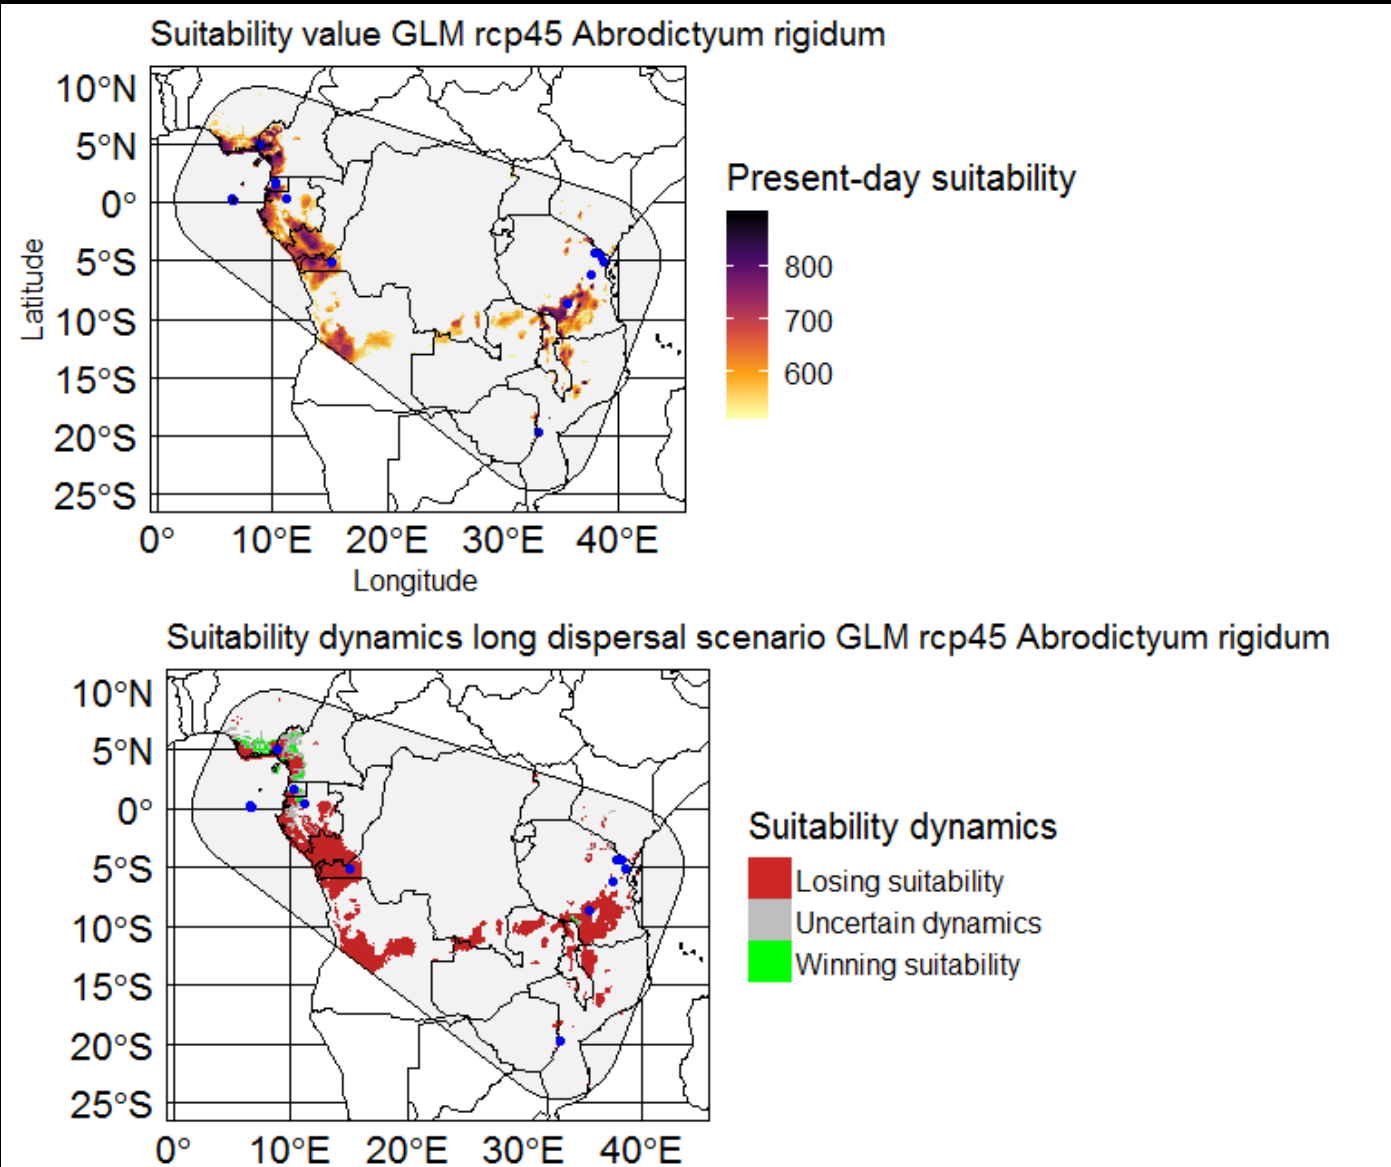 Suitability value GLM rcp45 Abrodictyum rigidum
10°N
5°N
0°
5°S
10°S
15°S
20°S
25°S
Latitude
0°
10°E
20°E
30°E
40°E
Longitude
Present-day suitability
800
700
600
Suitability dynamics long dispersal scenario GLM rcp45 Abrodictyum rigidum
10°N
5°N
0°
5°S
10°S
15°S
20°S
25°S
0°
10°E
20°E
30°E
40°E
Suitability dynamics
Losing suitability
Uncertain dynamics
Winning suitability